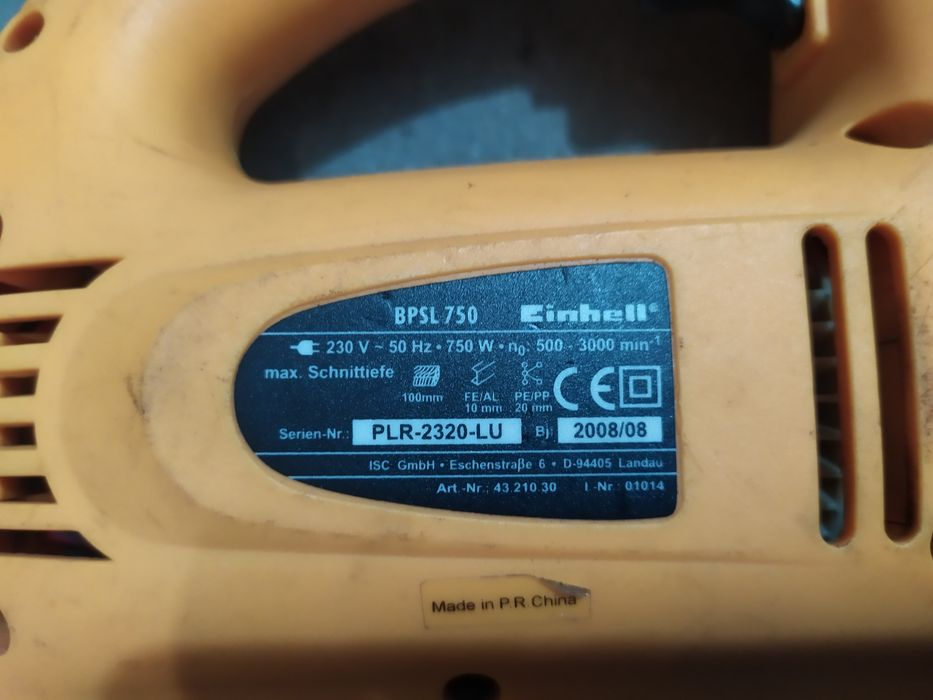 BPSL 750 Einhell®
230 V ~ 50 Hz • 750 W • n₀: 500 - 3000 min⁻¹
max. Schnittiefe
100mm FE/AL 10 mm PE/PP 20 mm CE
Serien-Nr.: PLR-2320-LU Bj: 2008/08
ISC GmbH • Eschenstraße 6 • D-94405 Landau
Art.-Nr.: 43.210.30 I.-Nr.: 01014
Made in P.R.China